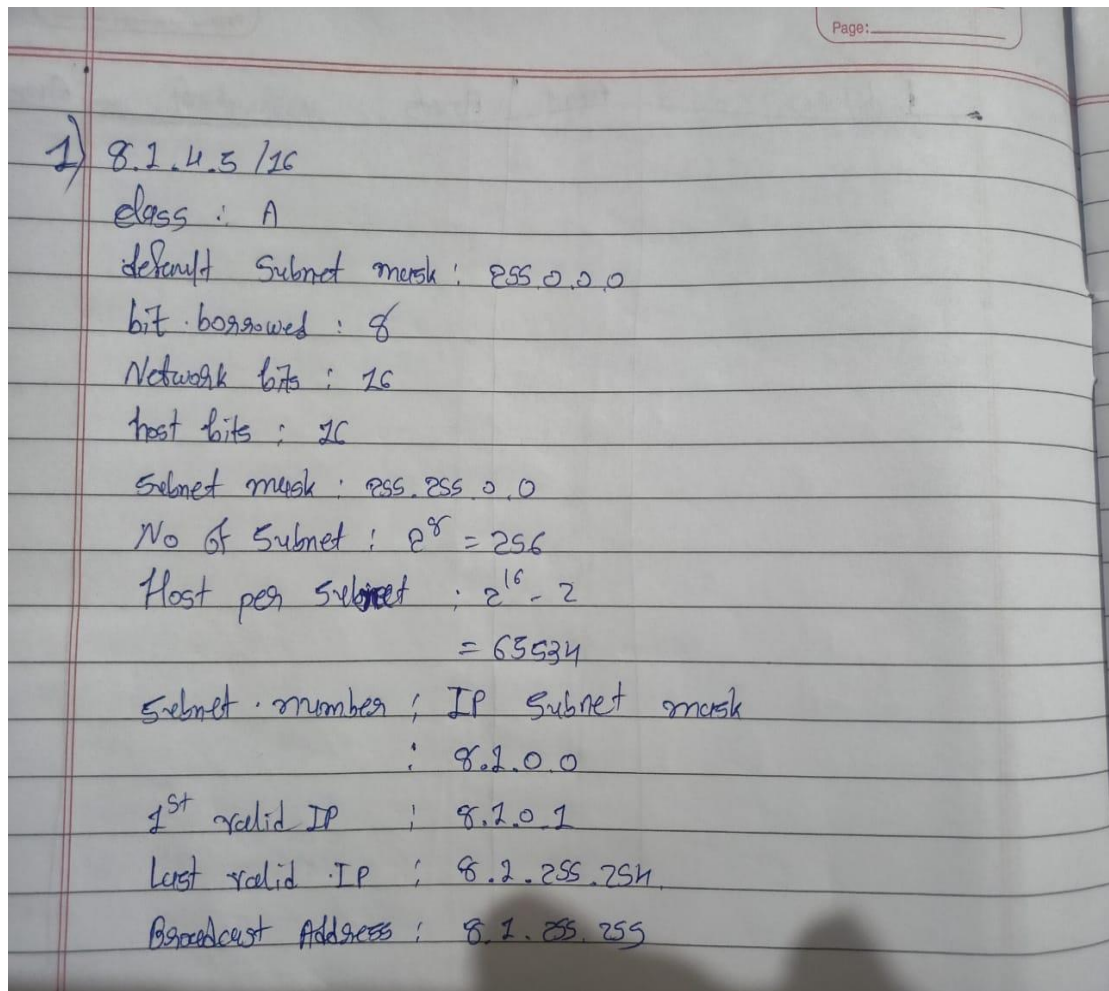 Page:
1) 8.1.4.5 /16
class : A
default Subnet mask : 255.0.0.0
bit borrowed : 8
Network bits : 16
host bits : 16
Subnet mask : 255.255.0.0
No of Subnet : 2^8 = 256
Host per Subnet : 2^16 - 2
= 65534
Subnet number : IP Subnet mask
: 8.1.0.0
1st valid IP : 8.1.0.1
Last valid IP : 8.1.255.254
Broadcast Address : 8.1.255.255